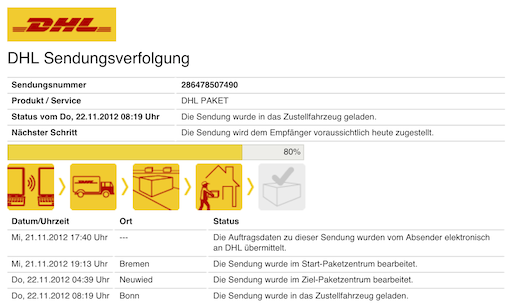 DHL
DHL Sendungsverfolgung
Sendungsnummer 286478507490
Produkt / Service DHL PAKET
Status vom Do, 22.11.2012 08:19 Uhr Die Sendung wurde in das Zustellfahrzeug geladen.
Nächster Schritt Die Sendung wird dem Empfänger voraussichtlich heute zugestellt.
80%
Datum/Uhrzeit Ort Status
Mi, 21.11.2012 17:40 Uhr --- Die Auftragsdaten zu dieser Sendung wurden vom Absender elektronisch
an DHL übermittelt.
Mi, 21.11.2012 19:13 Uhr Bremen Die Sendung wurde im Start-Paketzentrum bearbeitet.
Do, 22.11.2012 04:39 Uhr Neuwied Die Sendung wurde im Ziel-Paketzentrum bearbeitet.
Do, 22.11.2012 08:19 Uhr Bonn Die Sendung wurde in das Zustellfahrzeug geladen.